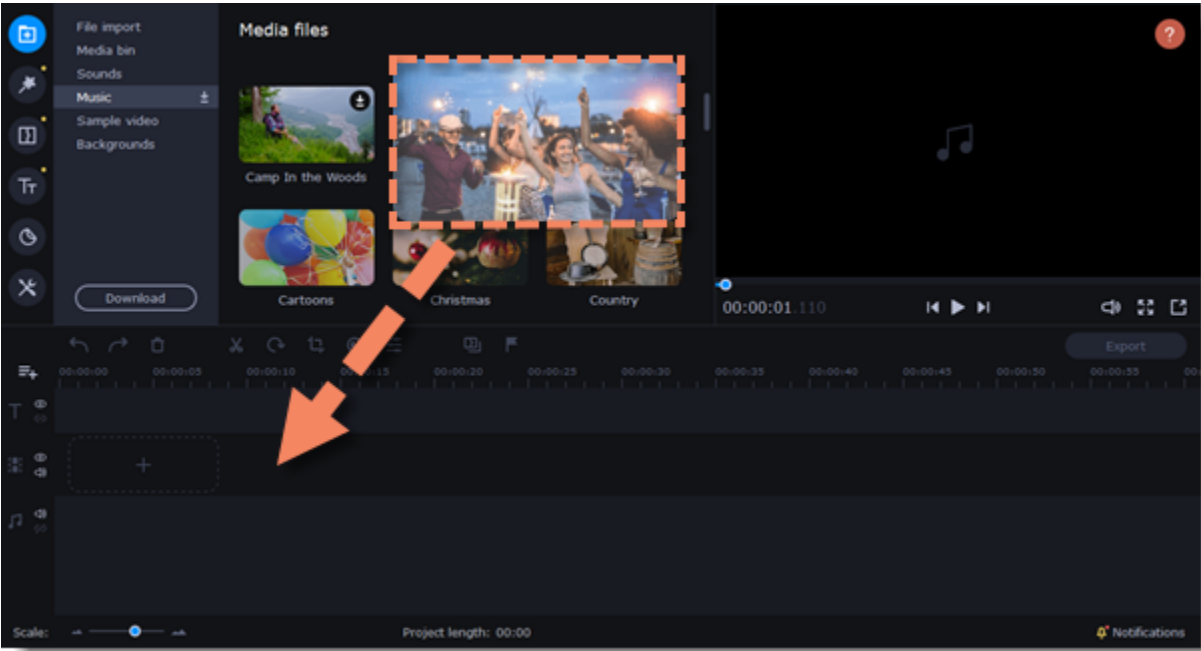 File import
Media bin
Sounds
Music
Sample video
Backgrounds
Download
Media files
Camp In the Woods
Cartoons
Christmas
Country
?
00:00:01.110
Export
00:00:00 00:00:05 00:00:10 00:00:15 00:00:20 00:00:25 00:00:30 00:00:35 00:00:40 00:00:45 00:00:50 00:00:55
Scale:
Project length: 00:00
Notifications